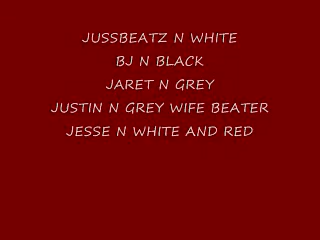 JUSSBEATZ N WHITE
BJ N BLACK
JARET N GREY
JUSTIN N GREY WIFE BEATER
JESSE N WHITE AND RED